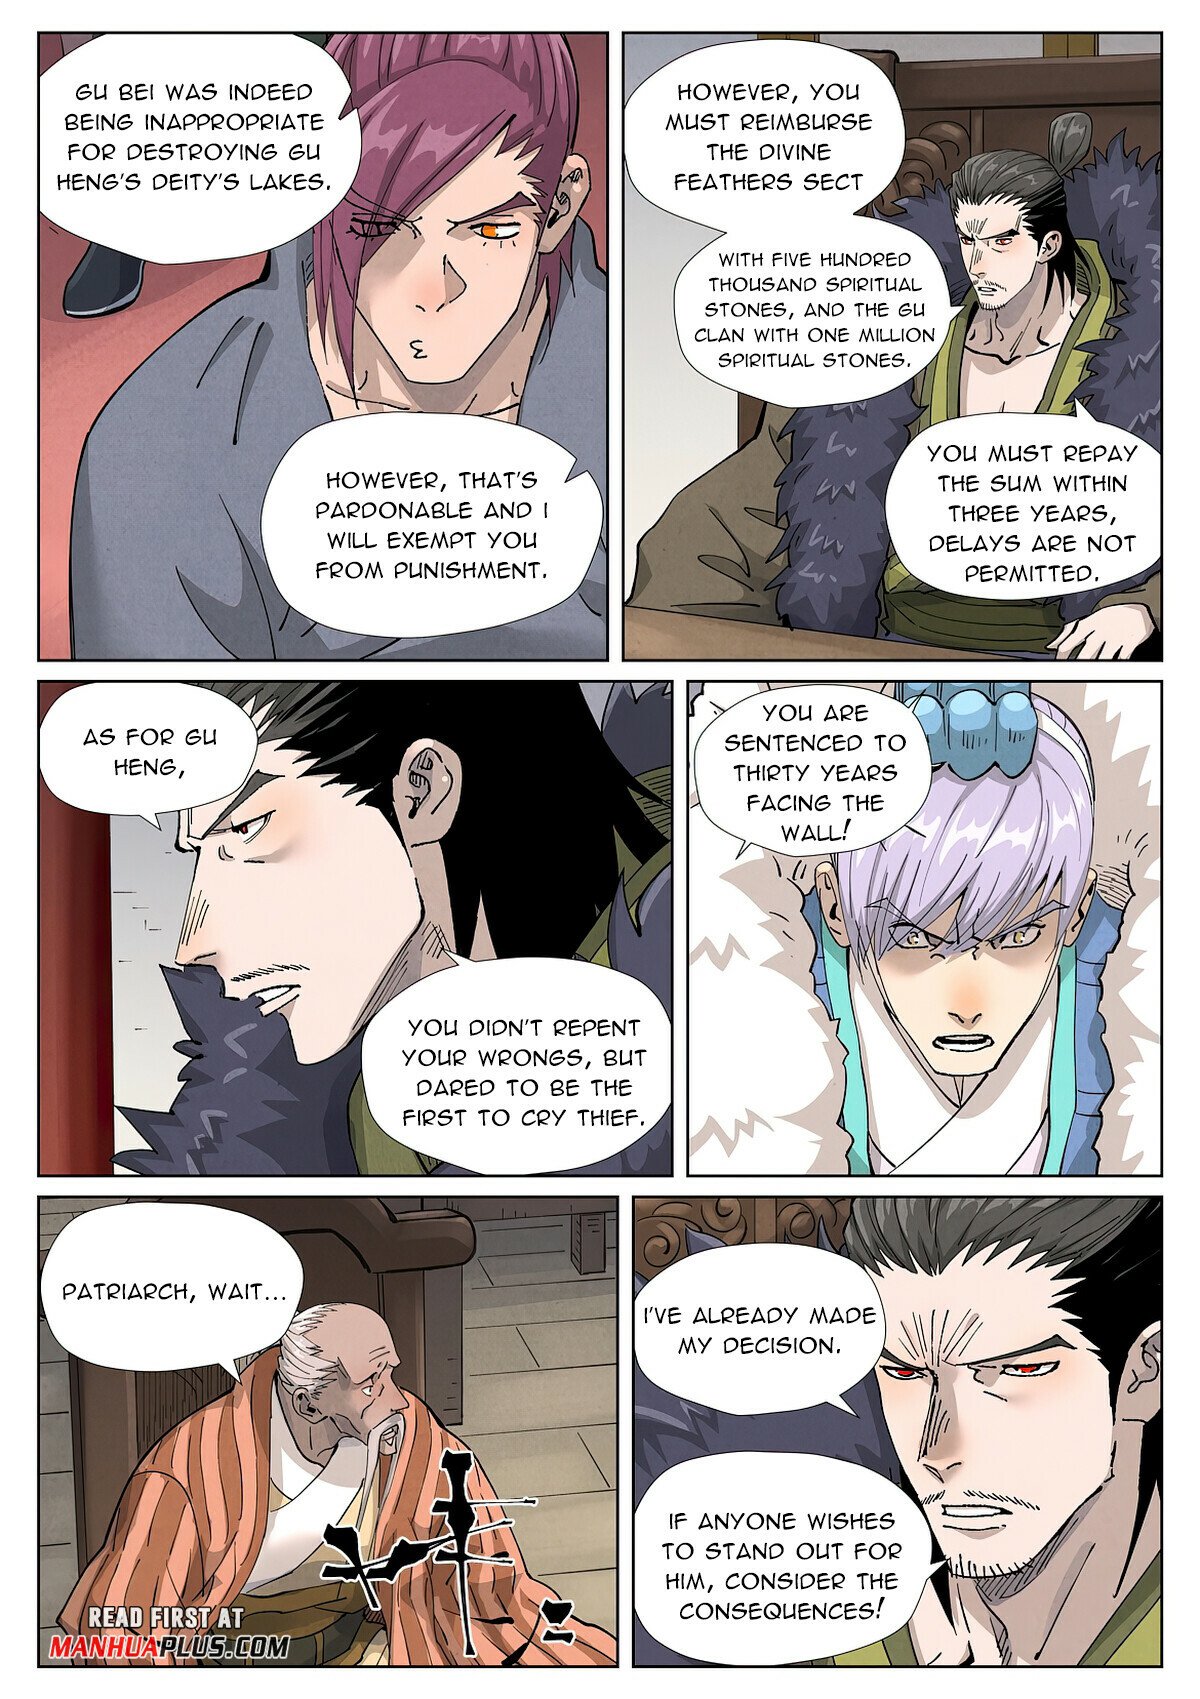 GU BEI WAS INDEED
BEING INAPPROPRIATE
FOR DESTROYING GU
HENG'S DEITY'S LAKES.
HOWEVER, THAT'S
PARDONABLE AND I
WILL EXEMPT YOU
FROM PUNISHMENT.
HOWEVER, YOU
MUST REIMBURSE
THE DIVINE
FEATHERS SECT
WITH FIVE HUNDRED
THOUSAND SPIRITUAL
STONES, AND THE GU
CLAN WITH ONE MILLION
SPIRITUAL STONES.
YOU MUST REPAY
THE SUM WITHIN
THREE YEARS,
DELAYS ARE NOT
PERMITTED.
AS FOR GU
HENG,
YOU DIDN'T REPENT
YOUR WRONGS, BUT
DARED TO BE THE
FIRST TO CRY THIEF.
YOU ARE
SENTENCED TO
THIRTY YEARS
FACING THE
WALL!
PATRIARCH, WAIT...
READ FIRST AT
MANHUAPLUS.COM
I'VE ALREADY MADE
MY DECISION.
IF ANYONE WISHES
TO STAND OUT FOR
HIM, CONSIDER THE
CONSEQUENCES!